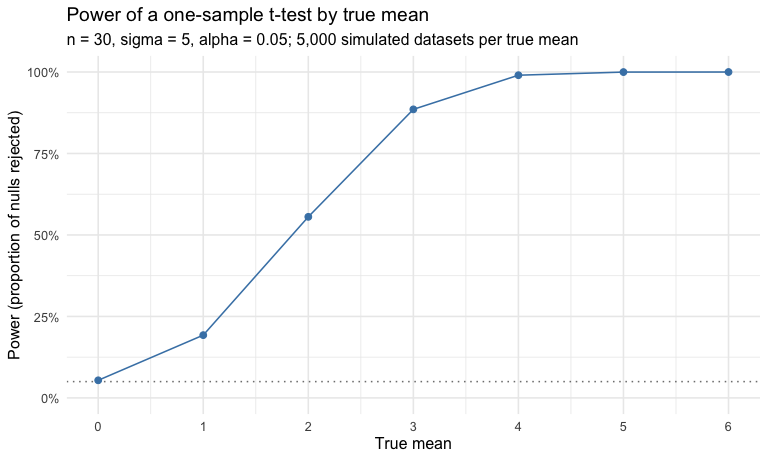 Power of a one-sample t-test by true mean
n = 30, sigma = 5, alpha = 0.05; 5,000 simulated datasets per true mean
Power (proportion of nulls rejected)
100%
75%
50%
25%
0%
0 1 2 3 4 5 6
True mean